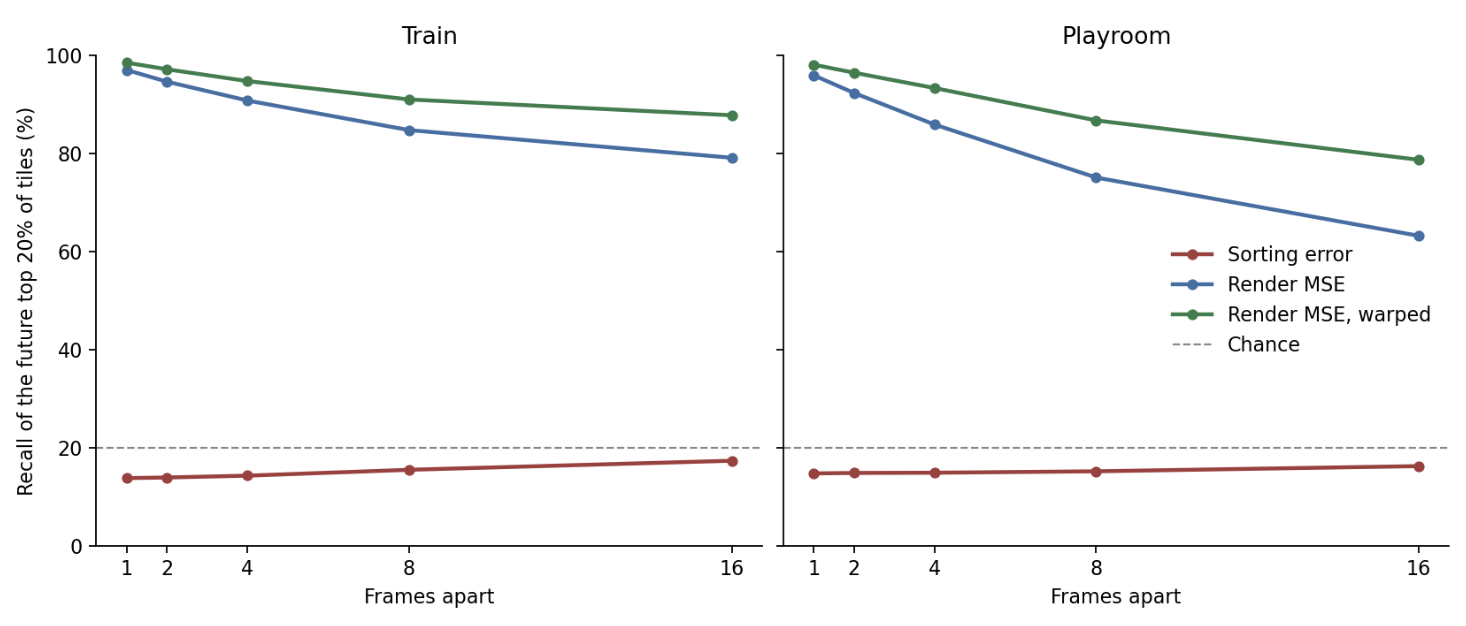 Train
Playroom
Recall of the future top 20% of tiles (%)
100
80
60
40
20
0
1 2 4 8 16
Frames apart
1 2 4 8 16
Frames apart
Sorting error
Render MSE
Render MSE, warped
Chance